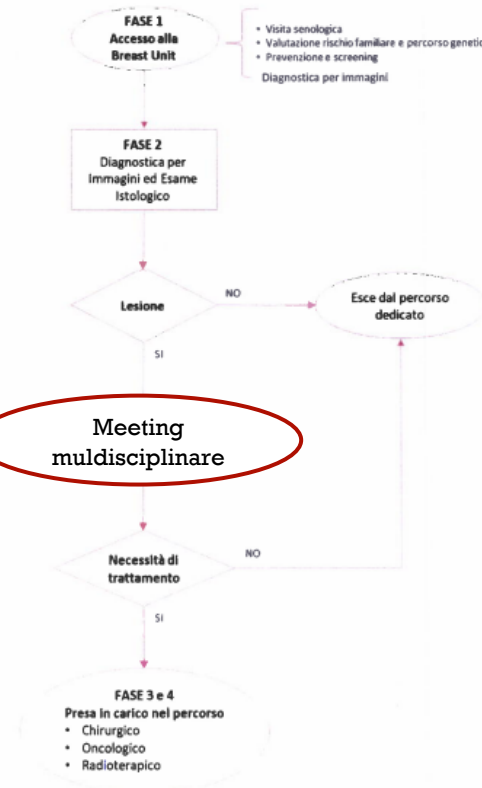 FASE 1
Accesso alla
Breast Unit
• Visita senologica
• Valutazione rischio familiare e percorso genetico
• Prevenzione e screening
Diagnostica per immagini
FASE 2
Diagnostica per
Immagini ed Esame
Istologico
Lesione
NO
Esce dal percorso
dedicato
SI
Meeting
muldisciplinare
Necessità di
trattamento
NO
SI
FASE 3 e 4
Presa in carico nel percorso
• Chirurgico
• Oncologico
• Radioterapico